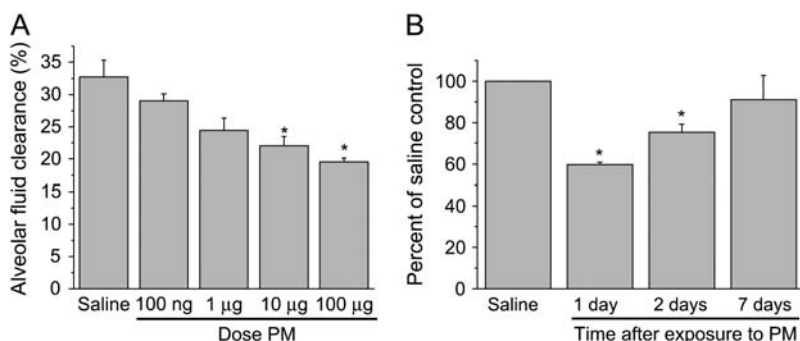 A
B
Alveolar fluid clearance (%)
35
30
25
20
15
10
5
0
*
*
Saline 100 ng 1 µg 10 µg 100 µg
Dose PM
Percent of saline control
100
80
60
40
20
0
*
*
Saline 1 day 2 days 7 days
Time after exposure to PM